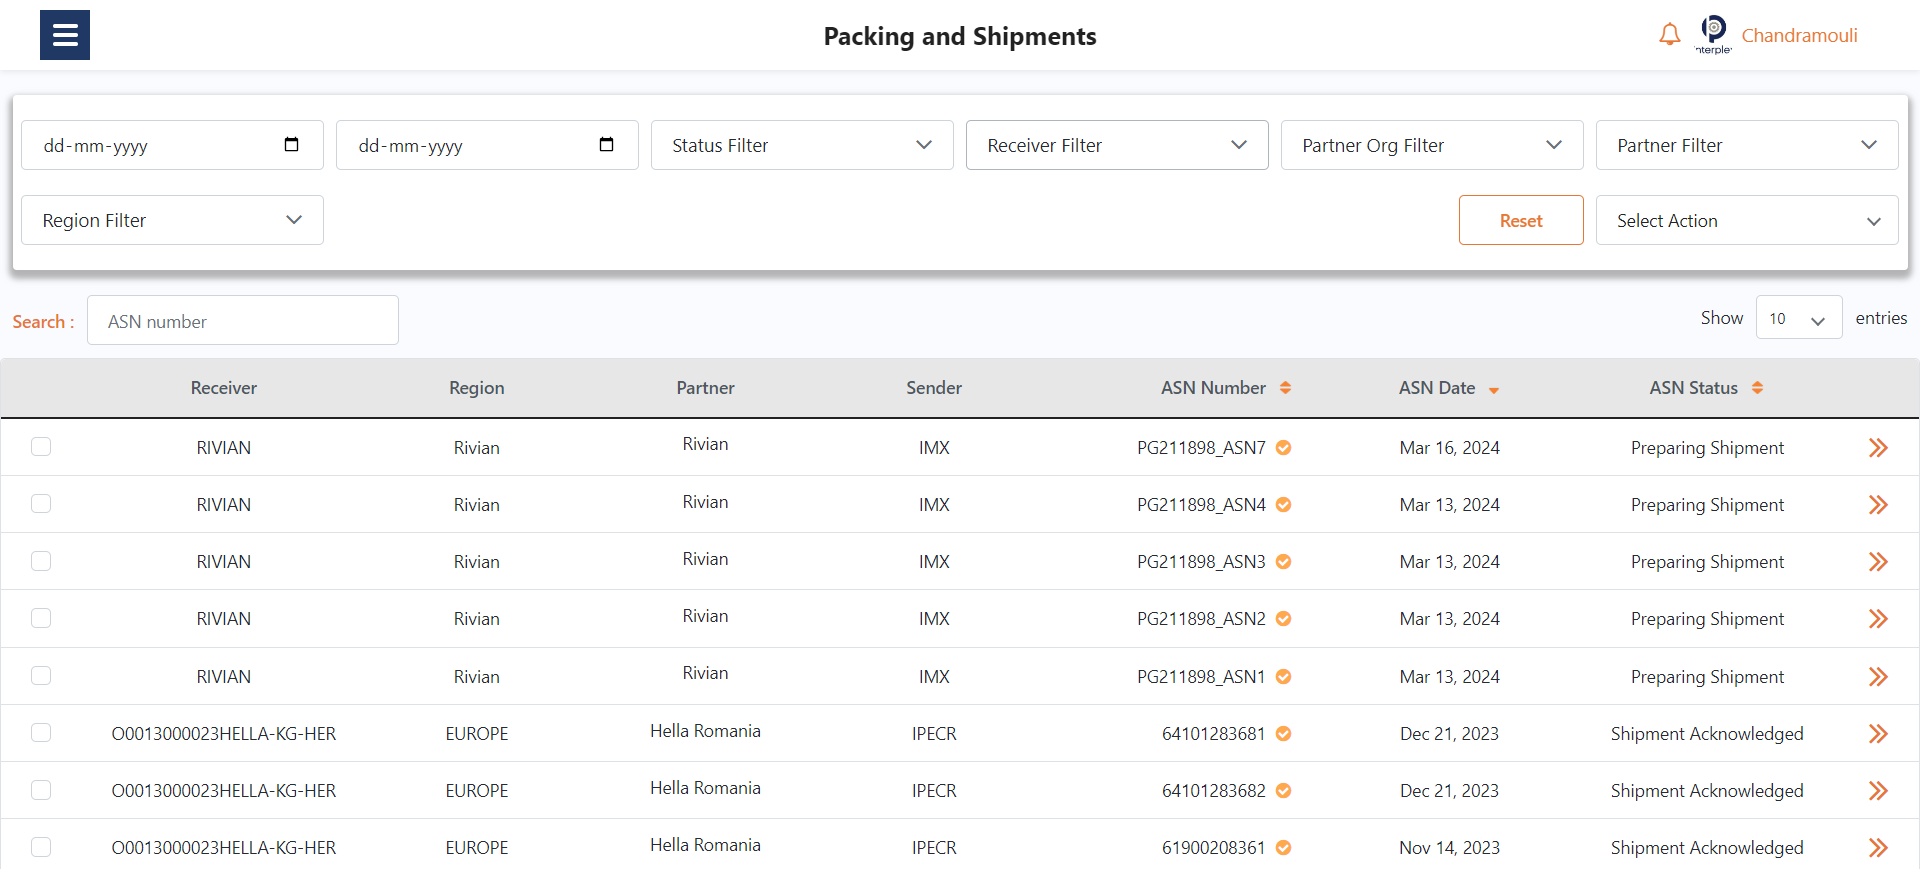 Packing and Shipments
nterple
Chandramouli
dd-mm-yyyy dd-mm-yyyy Status Filter Receiver Filter Partner Org Filter Partner Filter
Region Filter Reset Select Action
Search : ASN number Show 10 entries
Receiver Region Partner Sender ASN Number ASN Date ASN Status
RIVIAN Rivian Rivian IMX PG211898_ASN7 Mar 16, 2024 Preparing Shipment
RIVIAN Rivian Rivian IMX PG211898_ASN4 Mar 13, 2024 Preparing Shipment
RIVIAN Rivian Rivian IMX PG211898_ASN3 Mar 13, 2024 Preparing Shipment
RIVIAN Rivian Rivian IMX PG211898_ASN2 Mar 13, 2024 Preparing Shipment
RIVIAN Rivian Rivian IMX PG211898_ASN1 Mar 13, 2024 Preparing Shipment
O0013000023HELLA-KG-HER EUROPE Hella Romania IPECR 64101283681 Dec 21, 2023 Shipment Acknowledged
O0013000023HELLA-KG-HER EUROPE Hella Romania IPECR 64101283682 Dec 21, 2023 Shipment Acknowledged
O0013000023HELLA-KG-HER EUROPE Hella Romania IPECR 61900208361 Nov 14, 2023 Shipment Acknowledged